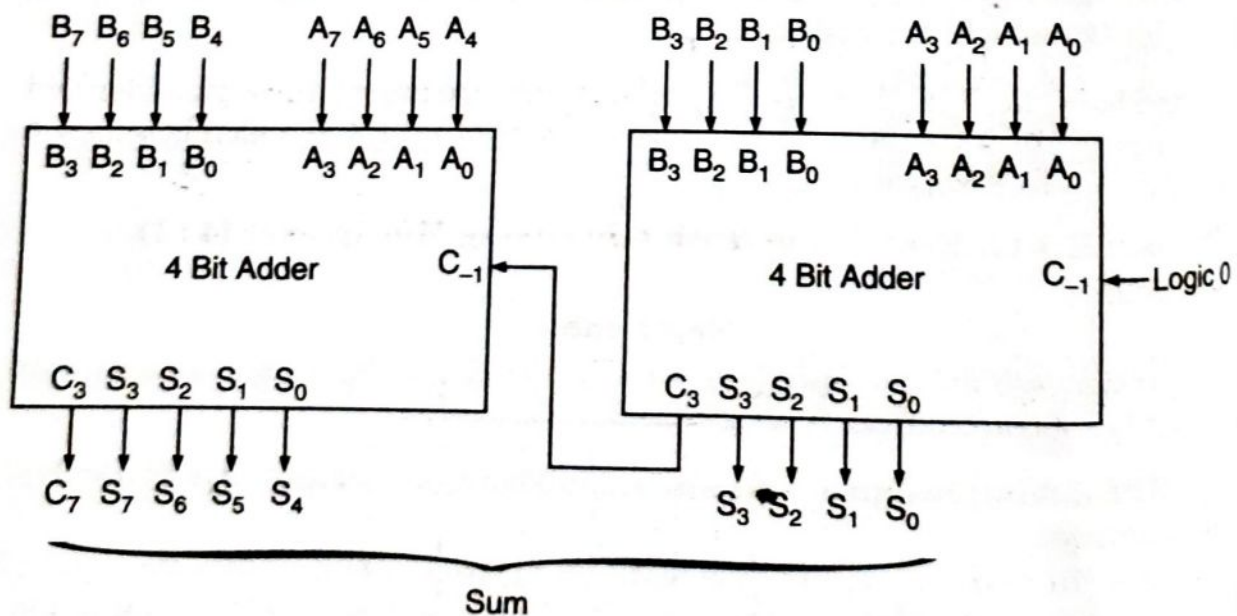 B₇ B₆ B₅ B₄ A₇ A₆ A₅ A₄
B₃ B₂ B₁ B₀ A₃ A₂ A₁ A₀
B₃ B₂ B₁ B₀ A₃ A₂ A₁ A₀
4 Bit Adder C₋₁
C₃ S₃ S₂ S₁ S₀
C₇ S₇ S₆ S₅ S₄
B₃ B₂ B₁ B₀ A₃ A₂ A₁ A₀
4 Bit Adder C₋₁ Logic 0
C₃ S₃ S₂ S₁ S₀
S₃ S₂ S₁ S₀
Sum